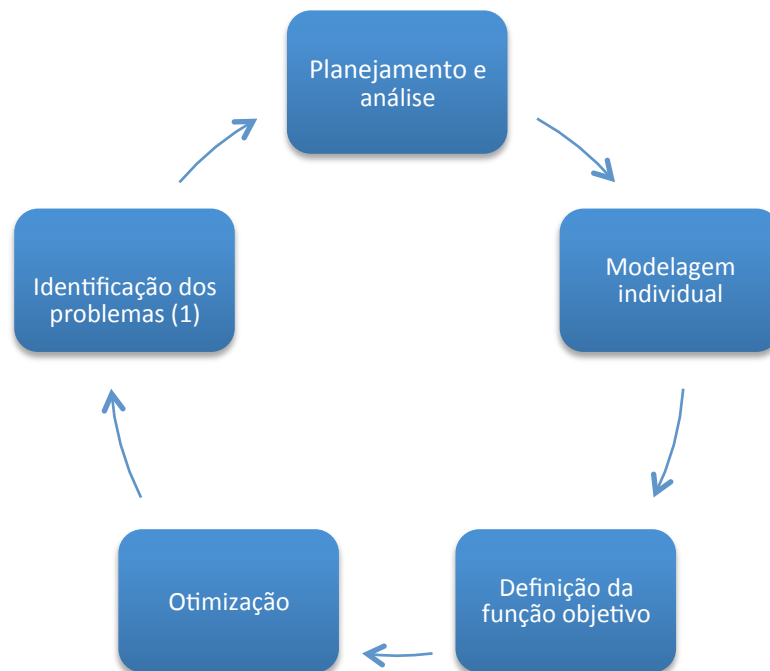 Planejamento e
análise
Modelagem
individual
Definição da
função objetivo
Otimização
Identificação dos
problemas (1)